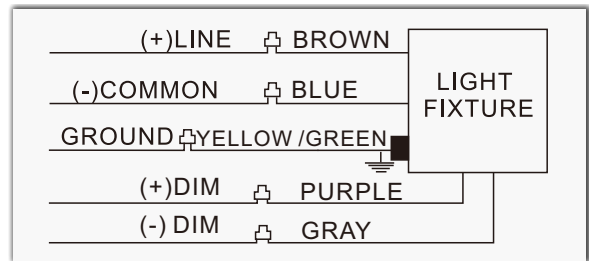 (+)LINE BROWN
(-)COMMON BLUE
LIGHT
FIXTURE
GROUND YELLOW /GREEN
(+)DIM PURPLE
(-) DIM GRAY